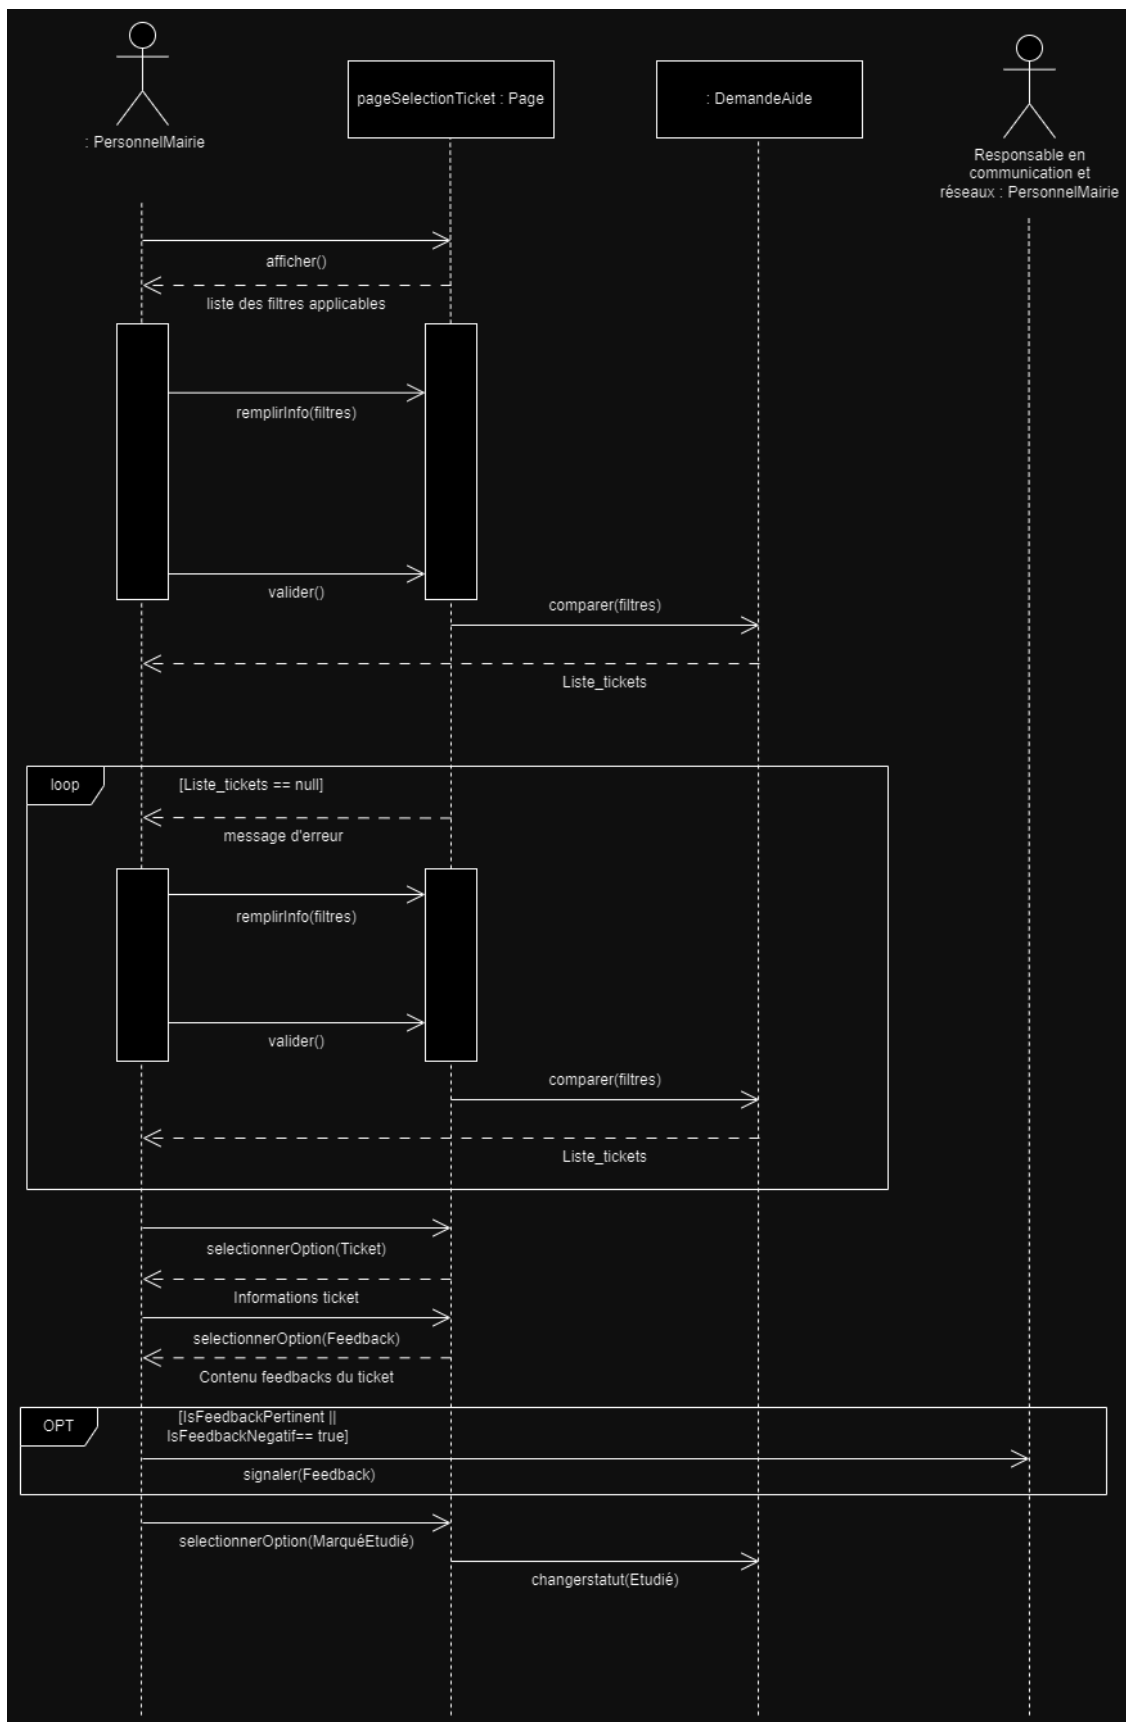 : PersonnelMairie
pageSelectionTicket : Page
: DemandeAide
Responsable en
communication et
réseaux : PersonnelMairie
afficher()
liste des filtres applicables
remplirInfo(filtres)
valider()
comparer(filtres)
Liste_tickets
loop
[Liste_tickets == null]
message d'erreur
remplirInfo(filtres)
valider()
comparer(filtres)
Liste_tickets
selectionnerOption(Ticket)
Informations ticket
selectionnerOption(Feedback)
Contenu feedbacks du ticket
OPT
[IsFeedbackPertinent ||
IsFeedbackNegatif== true]
signaler(Feedback)
selectionnerOption(MarquéEtudié)
changerstatut(Etudié)